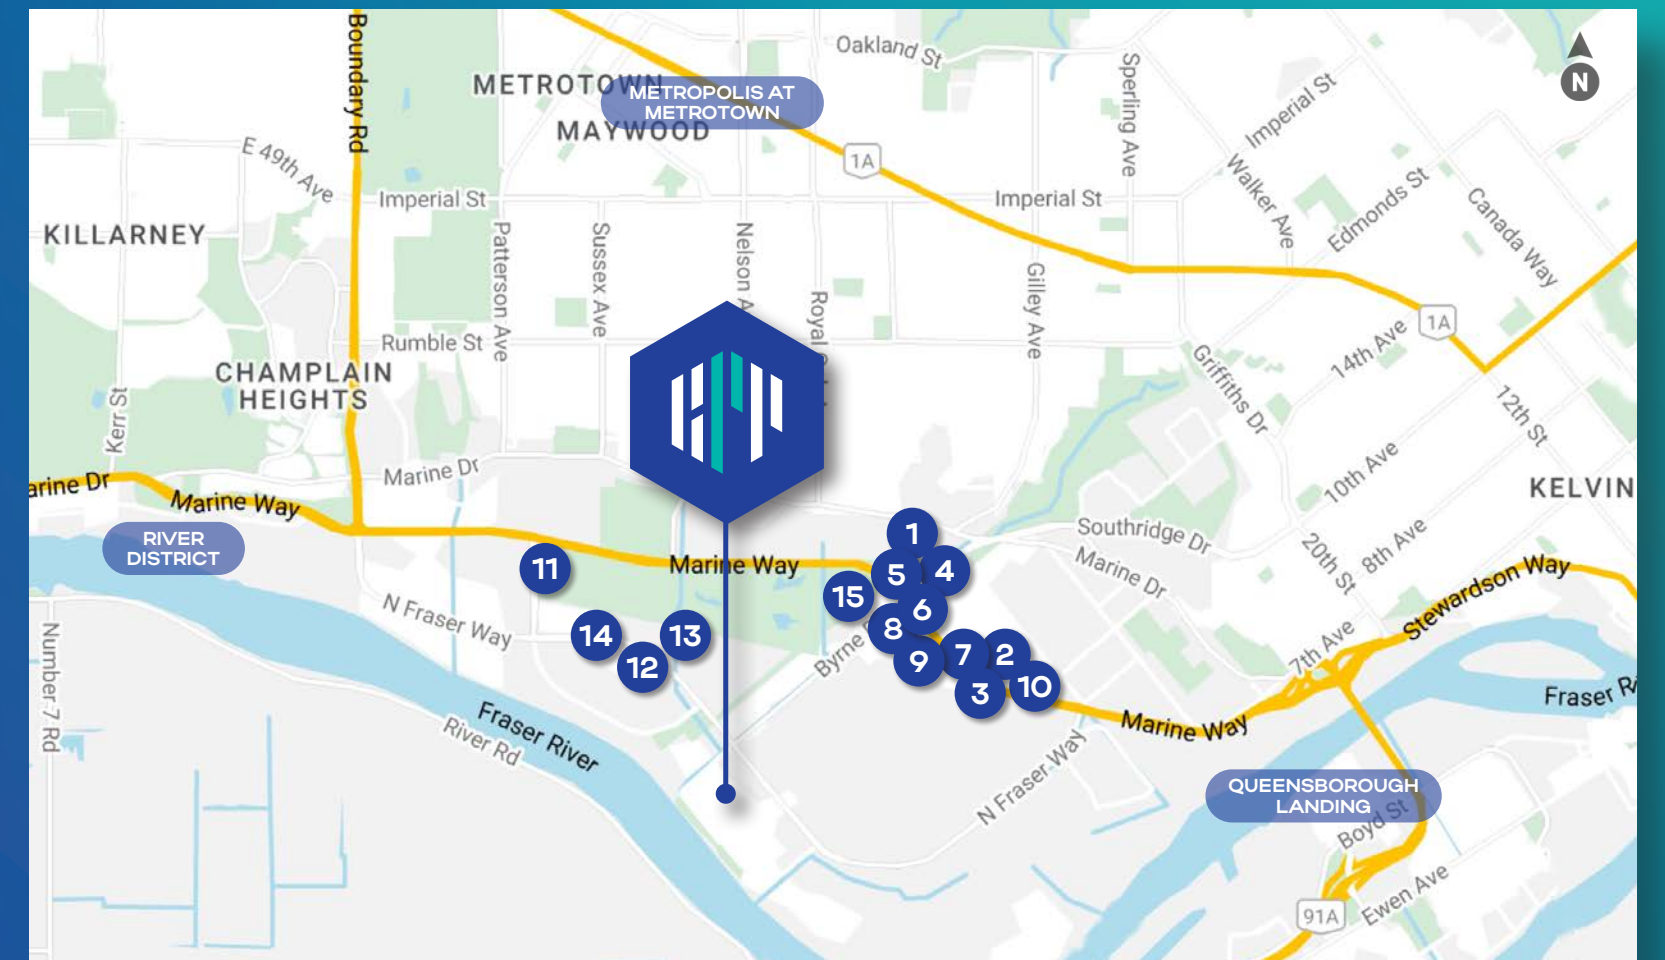 Oakland St
N
Boundary Rd
METROTOWN
METROPOLIS AT
METROTOWN
MAYWOOD
Sperling Ave
Imperial St
E 49th Ave
1A
Walker Ave
Edmonds St
Canada Way
Imperial St
Imperial St
KILLARNEY
Patterson Ave
Sussex Ave
Nelson
Gilley Ave
Royal
1A
14th Ave
Rumble St
CHAMPLAIN
HEIGHTS
Griffiths Dr
12th St
Kerr St
10th Ave
Marine Dr
arine Dr
Marine Way
KELVIN
RIVER
DISTRICT
1
Southridge Dr
20th St
8th Ave
Marine Way
11
5
4
Marine Dr
Stewardson Way
15
6
N Fraser Way
14
13
8
Byrne
7th Ave
12
9
7
2
3
10
Number 7 Rd
Fraser R
Fraser River
River Rd
Marine Way
N Fraser Way
QUEENSBOROUGH
LANDING
Boyd St
Ewen Ave
91A